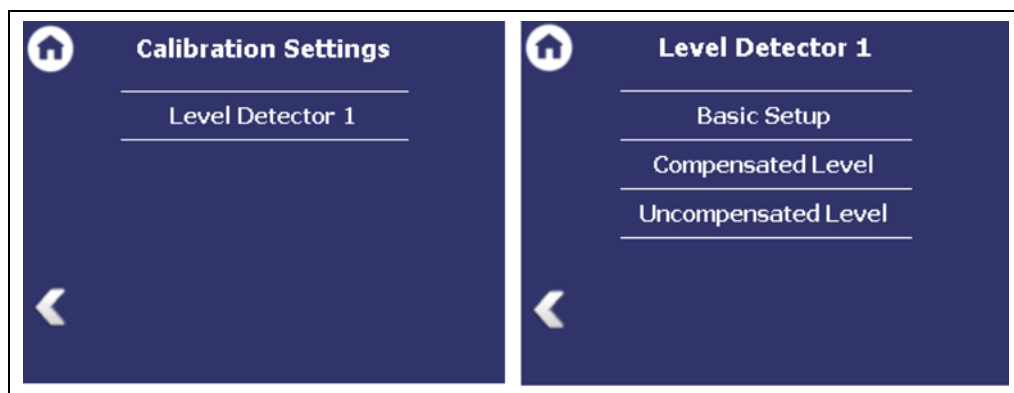 Calibration Settings
Level Detector 1
Level Detector 1
Basic Setup
Compensated Level
Uncompensated Level